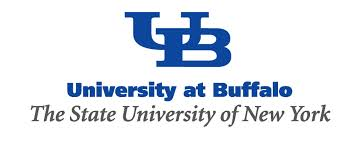 UB
University at Buffalo
The State University of New York